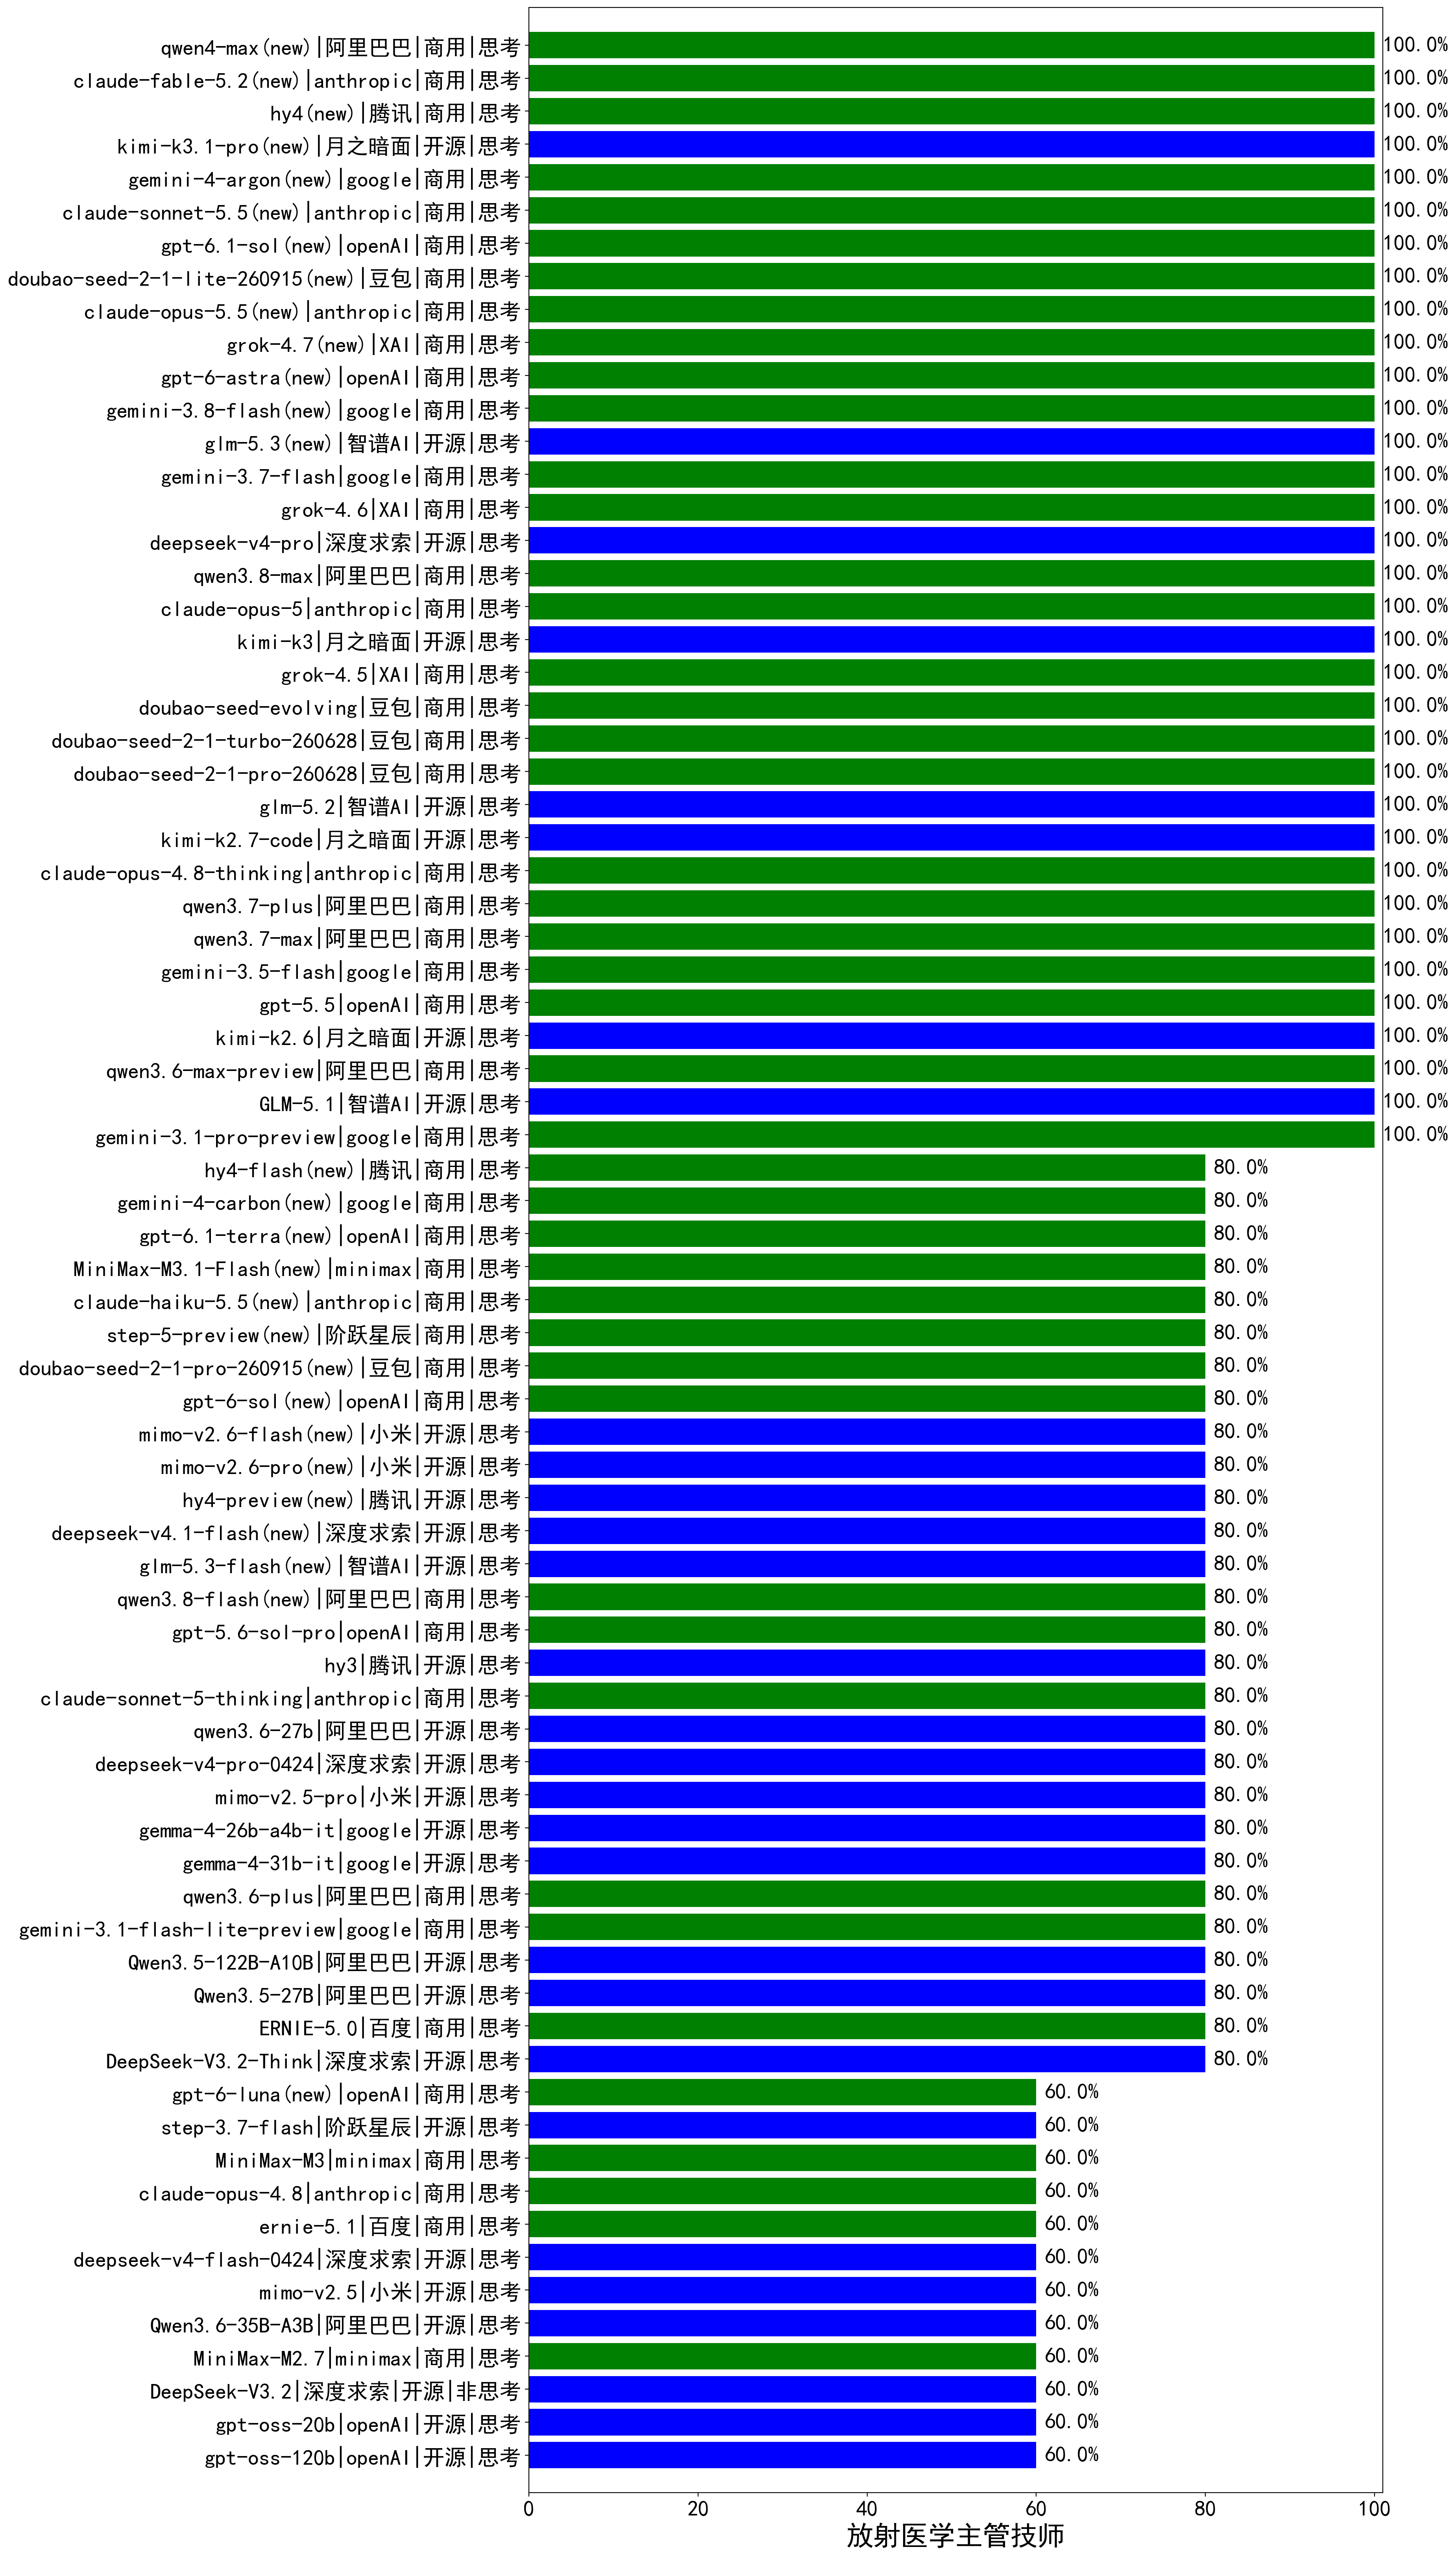 qwen4-max(new)|阿里巴巴|商用|思考 100.0%
claude-fable-5.2(new)|anthropic|商用|思考 100.0%
hy4(new)|腾讯|商用|思考 100.0%
kimi-k3.1-pro(new)|月之暗面|开源|思考 100.0%
gemini-4-argon(new)|google|商用|思考 100.0%
claude-sonnet-5.5(new)|anthropic|商用|思考 100.0%
gpt-6.1-sol(new)|openAI|商用|思考 100.0%
doubao-seed-2-1-lite-260915(new)|豆包|商用|思考 100.0%
claude-opus-5.5(new)|anthropic|商用|思考 100.0%
grok-4.7(new)|XAI|商用|思考 100.0%
gpt-6-astra(new)|openAI|商用|思考 100.0%
gemini-3.8-flash(new)|google|商用|思考 100.0%
glm-5.3(new)|智谱AI|开源|思考 100.0%
gemini-3.7-flash|google|商用|思考 100.0%
grok-4.6|XAI|商用|思考 100.0%
deepseek-v4-pro|深度求索|开源|思考 100.0%
qwen3.8-max|阿里巴巴|商用|思考 100.0%
claude-opus-5|anthropic|商用|思考 100.0%
kimi-k3|月之暗面|开源|思考 100.0%
grok-4.5|XAI|商用|思考 100.0%
doubao-seed-evolving|豆包|商用|思考 100.0%
doubao-seed-2-1-turbo-260628|豆包|商用|思考 100.0%
doubao-seed-2-1-pro-260628|豆包|商用|思考 100.0%
glm-5.2|智谱AI|开源|思考 100.0%
kimi-k2.7-code|月之暗面|开源|思考 100.0%
claude-opus-4.8-thinking|anthropic|商用|思考 100.0%
qwen3.7-plus|阿里巴巴|商用|思考 100.0%
qwen3.7-max|阿里巴巴|商用|思考 100.0%
gemini-3.5-flash|google|商用|思考 100.0%
gpt-5.5|openAI|商用|思考 100.0%
kimi-k2.6|月之暗面|开源|思考 100.0%
qwen3.6-max-preview|阿里巴巴|商用|思考 100.0%
GLM-5.1|智谱AI|开源|思考 100.0%
gemini-3.1-pro-preview|google|商用|思考 100.0%
hy4-flash(new)|腾讯|商用|思考 80.0%
gemini-4-carbon(new)|google|商用|思考 80.0%
gpt-6.1-terra(new)|openAI|商用|思考 80.0%
MiniMax-M3.1-Flash(new)|minimax|商用|思考 80.0%
claude-haiku-5.5(new)|anthropic|商用|思考 80.0%
step-5-preview(new)|阶跃星辰|商用|思考 80.0%
doubao-seed-2-1-pro-260915(new)|豆包|商用|思考 80.0%
gpt-6-sol(new)|openAI|商用|思考 80.0%
mimo-v2.6-flash(new)|小米|开源|思考 80.0%
mimo-v2.6-pro(new)|小米|开源|思考 80.0%
hy4-preview(new)|腾讯|开源|思考 80.0%
deepseek-v4.1-flash(new)|深度求索|开源|思考 80.0%
glm-5.3-flash(new)|智谱AI|开源|思考 80.0%
qwen3.8-flash(new)|阿里巴巴|商用|思考 80.0%
gpt-5.6-sol-pro|openAI|商用|思考 80.0%
hy3|腾讯|开源|思考 80.0%
claude-sonnet-5-thinking|anthropic|商用|思考 80.0%
qwen3.6-27b|阿里巴巴|开源|思考 80.0%
deepseek-v4-pro-0424|深度求索|开源|思考 80.0%
mimo-v2.5-pro|小米|开源|思考 80.0%
gemma-4-26b-a4b-it|google|开源|思考 80.0%
gemma-4-31b-it|google|开源|思考 80.0%
qwen3.6-plus|阿里巴巴|商用|思考 80.0%
gemini-3.1-flash-lite-preview|google|商用|思考 80.0%
Qwen3.5-122B-A10B|阿里巴巴|开源|思考 80.0%
Qwen3.5-27B|阿里巴巴|开源|思考 80.0%
ERNIE-5.0|百度|商用|思考 80.0%
DeepSeek-V3.2-Think|深度求索|开源|思考 80.0%
gpt-6-luna(new)|openAI|商用|思考 60.0%
step-3.7-flash|阶跃星辰|开源|思考 60.0%
MiniMax-M3|minimax|商用|思考 60.0%
claude-opus-4.8|anthropic|商用|思考 60.0%
ernie-5.1|百度|商用|思考 60.0%
deepseek-v4-flash-0424|深度求索|开源|思考 60.0%
mimo-v2.5|小米|开源|思考 60.0%
Qwen3.6-35B-A3B|阿里巴巴|开源|思考 60.0%
MiniMax-M2.7|minimax|商用|思考 60.0%
DeepSeek-V3.2|深度求索|开源|非思考 60.0%
gpt-oss-20b|openAI|开源|思考 60.0%
gpt-oss-120b|openAI|开源|思考 60.0%
0 20 40 60 80 100
放射医学主管技师